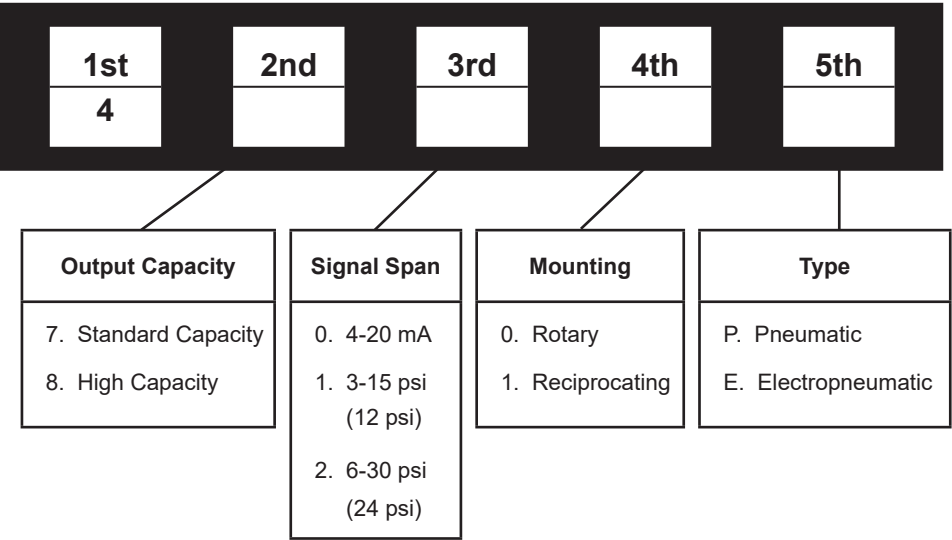 1st 2nd 3rd 4th 5th
4
Output Capacity
7. Standard Capacity
8. High Capacity
Signal Span
0. 4-20 mA
1. 3-15 psi
(12 psi)
2. 6-30 psi
(24 psi)
Mounting
0. Rotary
1. Reciprocating
Type
P. Pneumatic
E. Electropneumatic